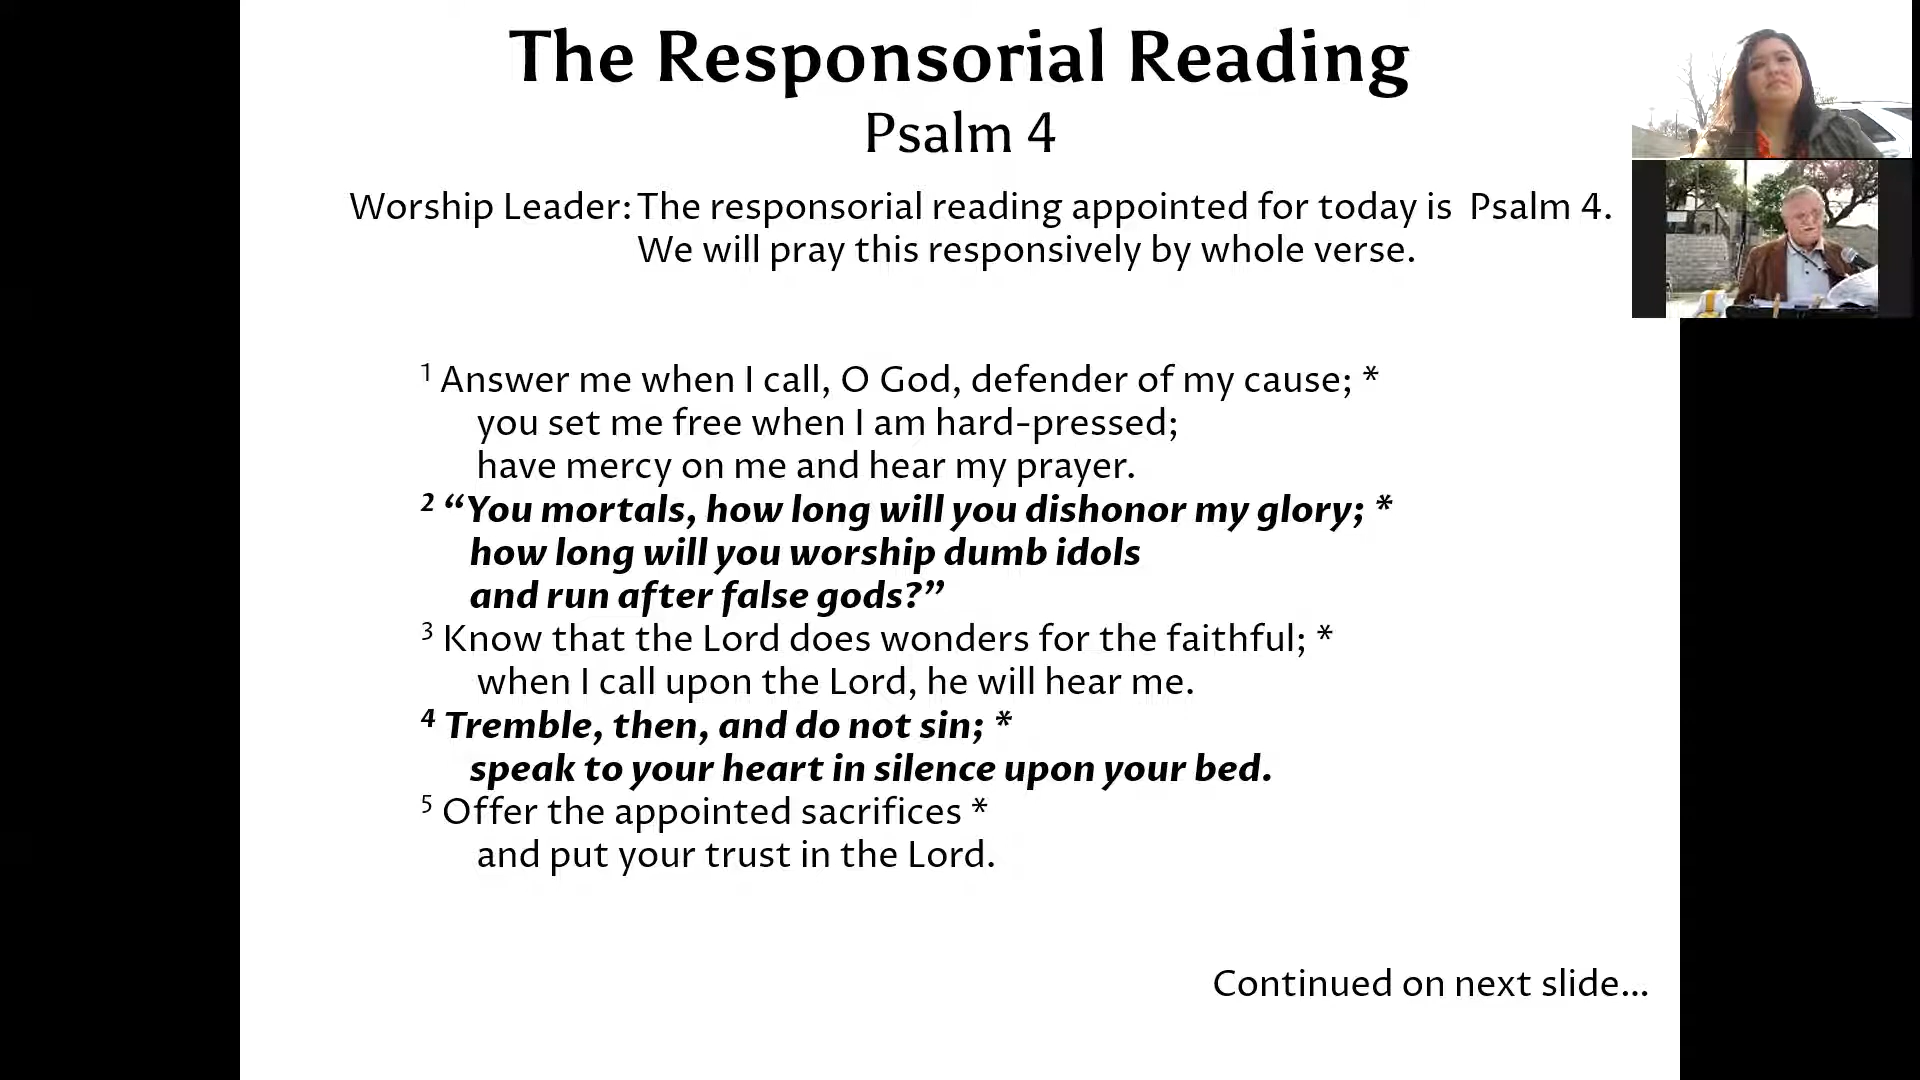 The Responsorial Reading
Psalm 4
Worship Leader: The responsorial reading appointed for today is Psalm 4.
We will pray this responsively by whole verse.
¹ Answer me when I call, O God, defender of my cause; *
you set me free when I am hard-pressed;
have mercy on me and hear my prayer.
² “You mortals, how long will you dishonor my glory; *
how long will you worship dumb idols
and run after false gods?”
³ Know that the Lord does wonders for the faithful; *
when I call upon the Lord, he will hear me.
⁴ Tremble, then, and do not sin; *
speak to your heart in silence upon your bed.
⁵ Offer the appointed sacrifices *
and put your trust in the Lord.
Continued on next slide...